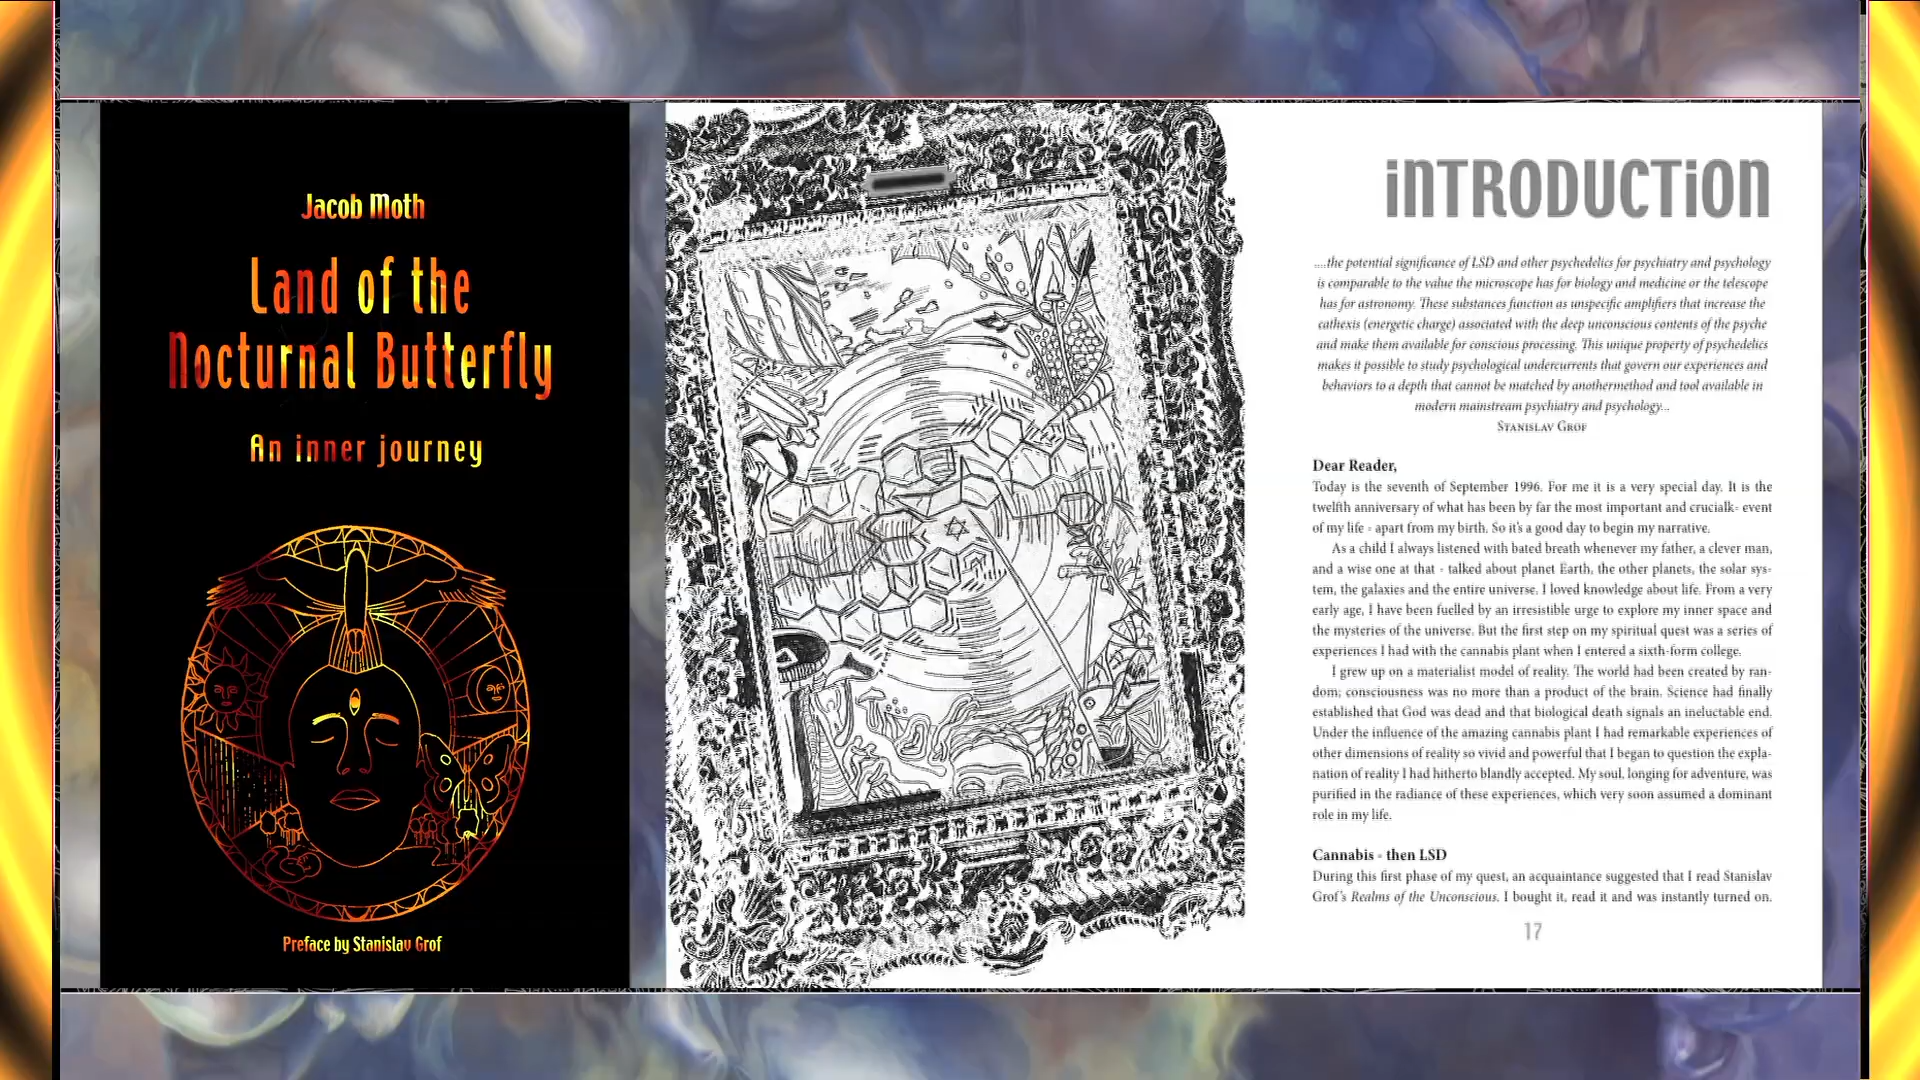 Jacob Moth
Land of the
Nocturnal Butterfly
An inner journey
Preface by Stanislav Grof
iNTRODUCTiON
....the potential significance of LSD and other psychedelics for psychiatry and psychology
is comparable to the value the microscope has for biology and medicine or the telescope
has for astronomy. These substances function as unspecific amplifiers that increase the
cathexis (energetic charge) associated with the deep unconscious contents of the psyche
and make them available for conscious processing. This unique property of psychedelics
makes it possible to study psychological undercurrents that govern our experiences and
behaviors to a depth that cannot be matched by anothermethod and tool available in
modern mainstream psychiatry and psychology...
Stanislav Grof
Dear Reader,
Today is the seventh of September 1996. For me it is a very special day. It is the
twelfth anniversary of what has been by far the most important and crucialk- event
of my life - apart from my birth. So it's a good day to begin my narrative.
As a child I always listened with bated breath whenever my father, a clever man,
and a wise one at that - talked about planet Earth, the other planets, the solar sys-
tem, the galaxies and the entire universe. I loved knowledge about life. From a very
early age, I have been fuelled by an irresistible urge to explore my inner space and
the mysteries of the universe. But the first step on my spiritual quest was a series of
experiences I had with the cannabis plant when I entered a sixth-form college.
I grew up on a materialist model of reality. The world had been created by ran-
dom; consciousness was no more than a product of the brain. Science had finally
established that God was dead and that biological death signals an ineluctable end.
Under the influence of the amazing cannabis plant I had remarkable experiences of
other dimensions of reality so vivid and powerful that I began to question the expla-
nation of reality I had hitherto blandly accepted. My soul, longing for adventure, was
purified in the radiance of these experiences, which very soon assumed a dominant
role in my life.
Cannabis - then LSD
During this first phase of my quest, an acquaintance suggested that I read Stanislav
Grof's Realms of the Unconscious. I bought it, read it and was instantly turned on.
17